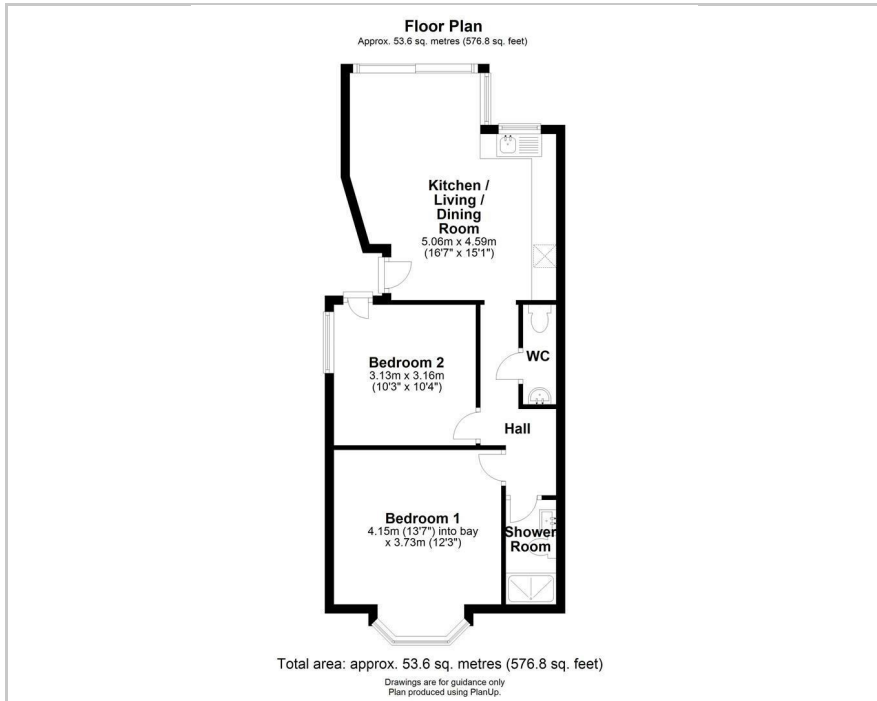 Floor Plan
Approx. 53.6 sq. metres (576.8 sq. feet)
Kitchen /
Living /
Dining
Room
5.06m x 4.59m
(16'7" x 15'1")
WC
Bedroom 2
3.13m x 3.16m
(10'3" x 10'4")
Hall
Bedroom 1
4.15m (13'7") into bay
x 3.73m (12'3")
Shower
Room
Total area: approx. 53.6 sq. metres (576.8 sq. feet)
Drawings are for guidance only
Plan produced using PlanUp.